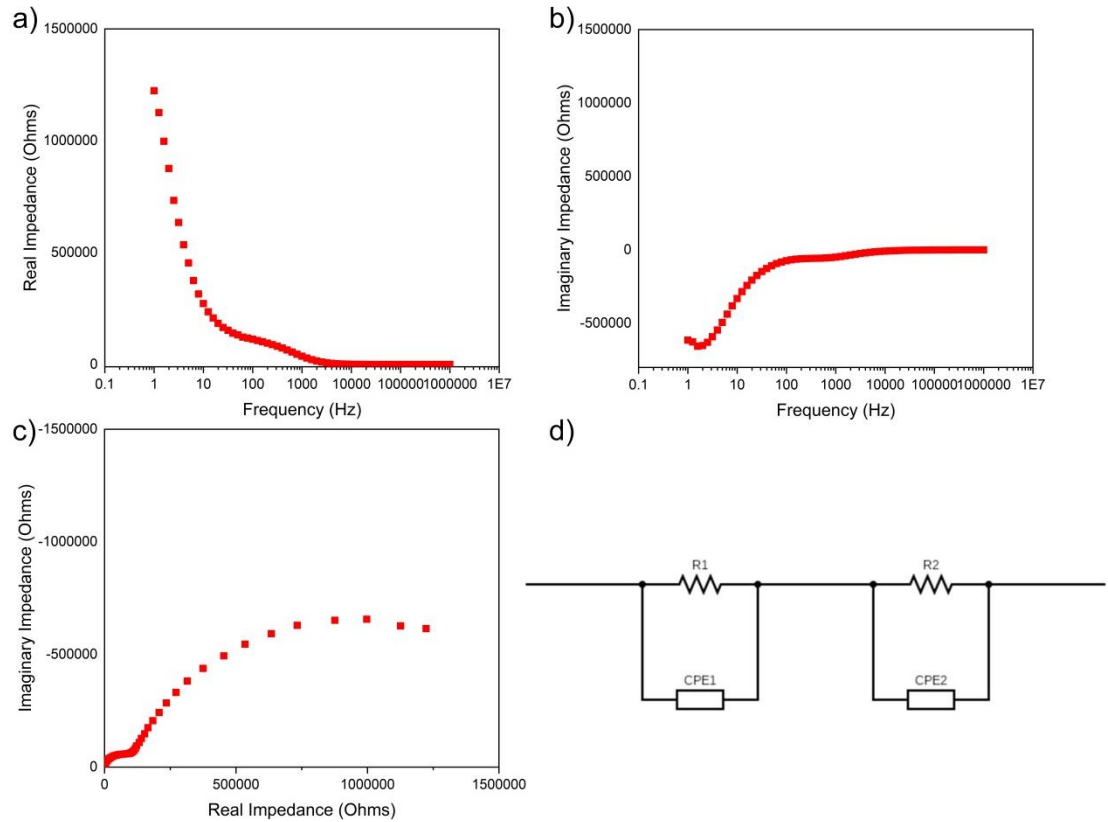 a)
1500000
1000000
500000
0
Real Impedance (Ohms)
0.1 1 10 100 1000 10000 100000 1000000 1E7
Frequency (Hz)
b)
1500000
1000000
500000
0
-500000
Imaginary Impedance (Ohms)
0.1 1 10 100 1000 10000 100000 1000000 1E7
Frequency (Hz)
c)
-1500000
-1000000
-500000
0
Imaginary Impedance (Ohms)
0 500000 1000000 1500000
Real Impedance (Ohms)
d)
R1 R2
CPE1 CPE2